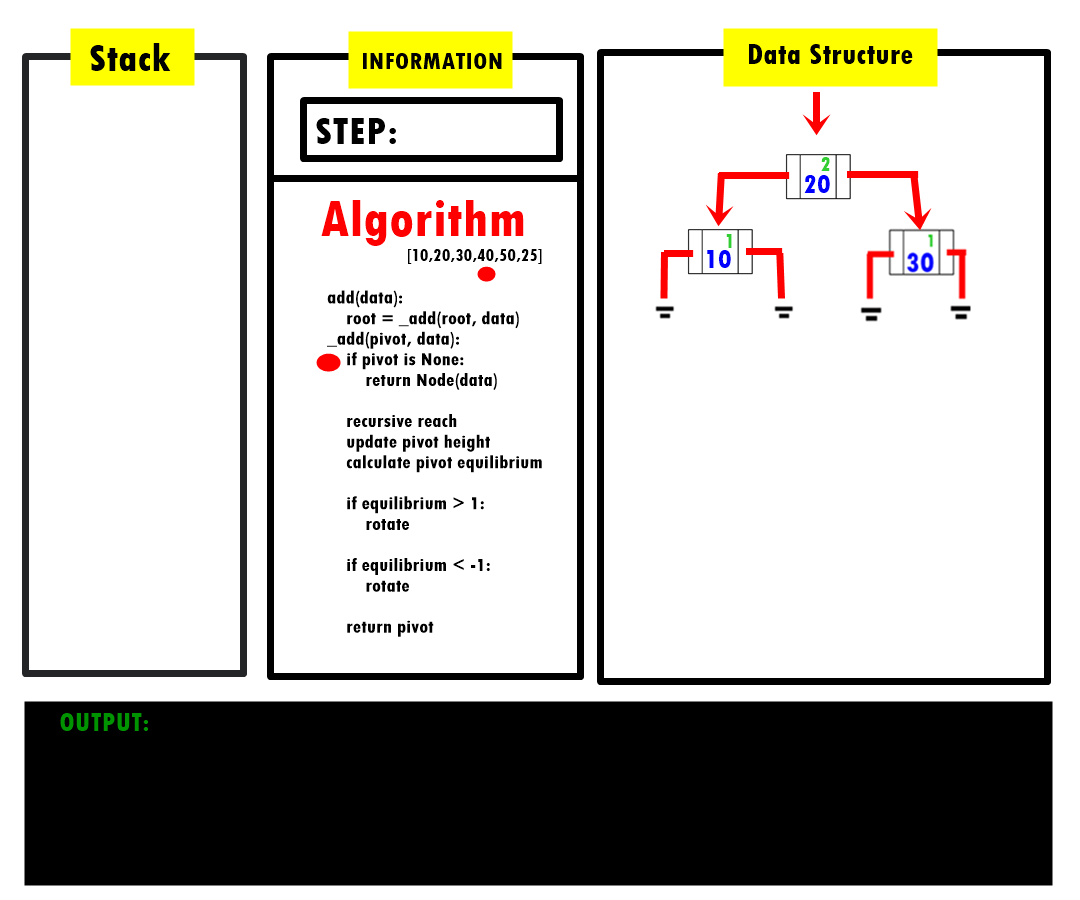 Stack
INFORMATION
STEP:
Algorithm
[10,20,30,40,50,25]
add(data):
root = _add(root, data)
_add(pivot, data):
if pivot is None:
return Node(data)
recursive reach
update pivot height
calculate pivot equilibrium
if equilibrium > 1:
rotate
if equilibrium < -1:
rotate
return pivot
Data Structure
2
20
1
10
1
30
OUTPUT: